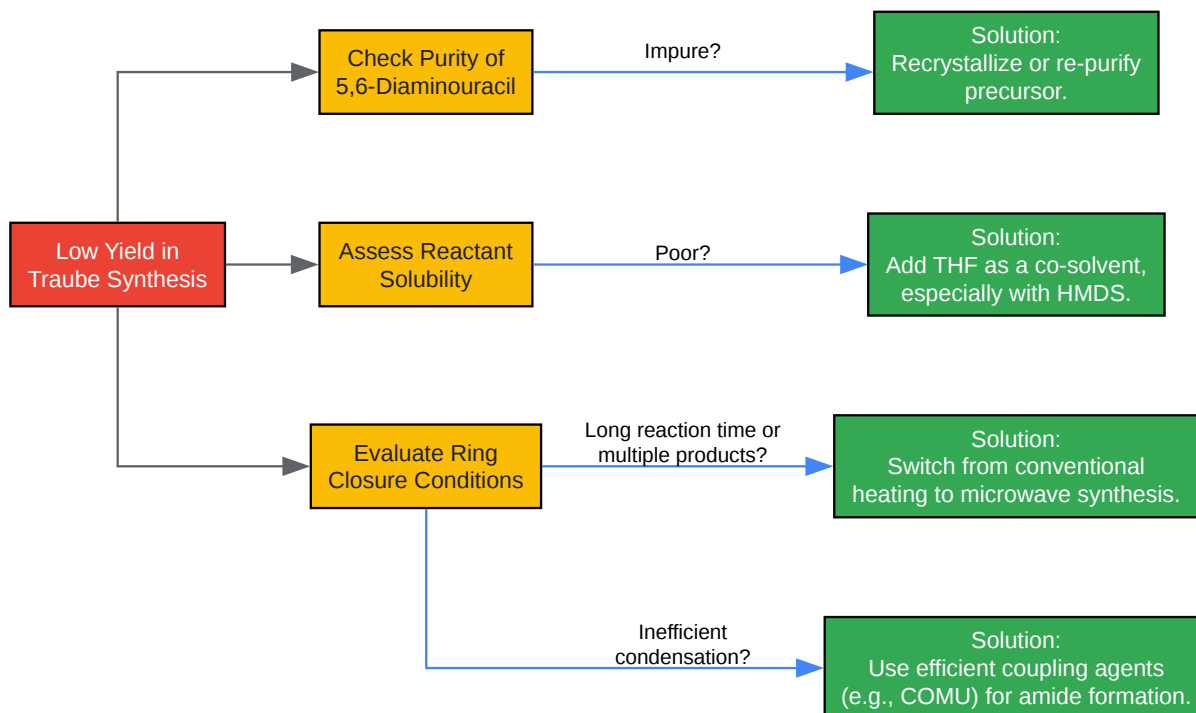 Check Purity of
5,6-Diaminouracil
Impure?
Solution:
Recrystallize or re-purify
precursor.
Low Yield in
Traube Synthesis
Assess Reactant
Solubility
Poor?
Solution:
Add THF as a co-solvent,
especially with HMDS.
Evaluate Ring
Closure Conditions
Long reaction time or
multiple products?
Solution:
Switch from conventional
heating to microwave synthesis.
Inefficient
condensation?
Solution:
Use efficient coupling agents
(e.g., COMU) for amide formation.